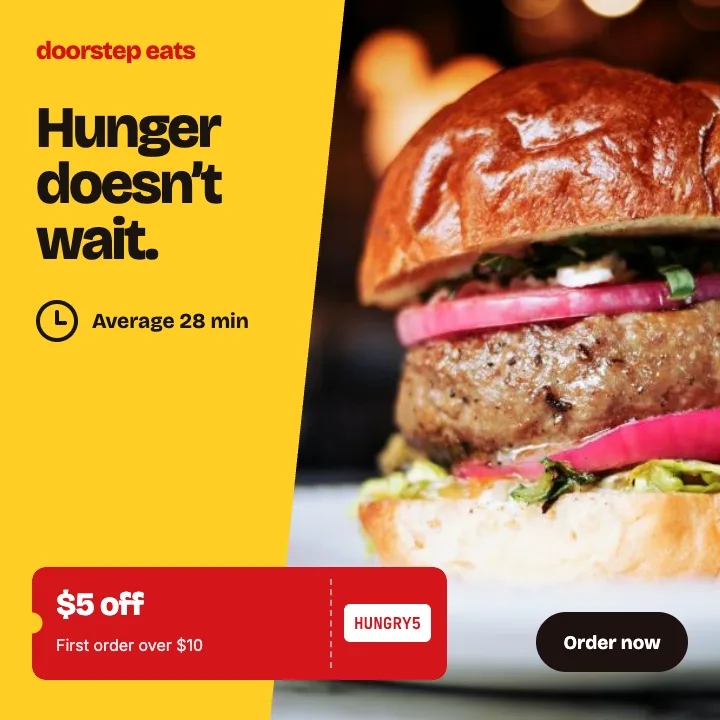 doorstep eats
Hunger
doesn’t
wait.
Average 28 min
$5 off
First order over $10
HUNGRY5
Order now